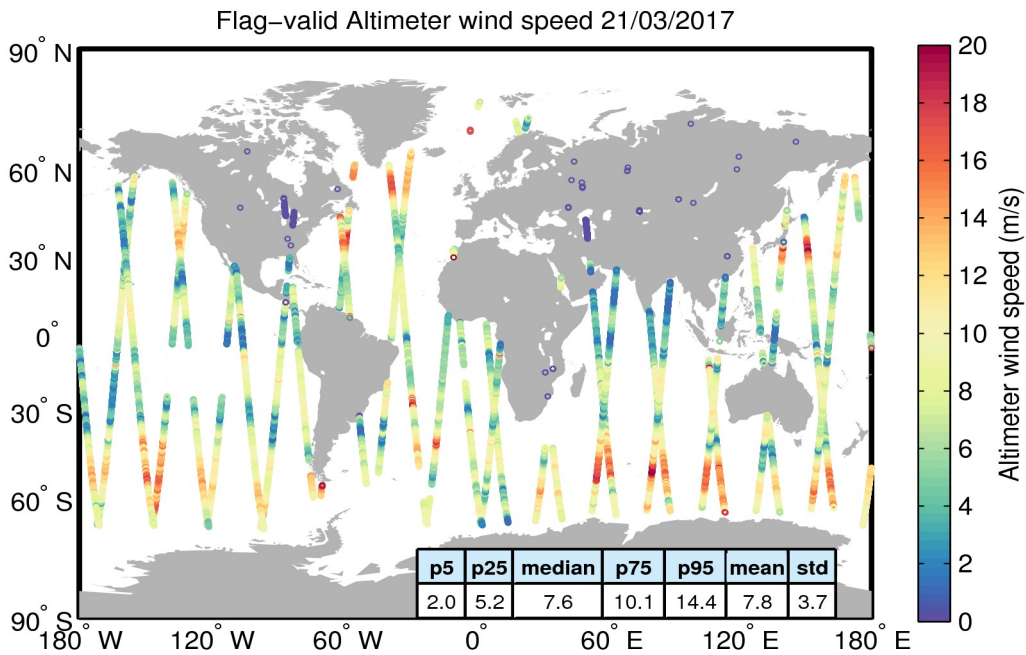 Flag−valid Altimeter wind speed 21/03/2017
90° N
60° N
30° N
0°
30° S
60° S
90° S
180° W
120° W
60° W
0°
60° E
120° E
180° E
p5 p25 median p75 p95 mean std
2.0 5.2 7.6 10.1 14.4 7.8 3.7
20
18
16
14
12
10
8
6
4
2
0
Altimeter wind speed (m/s)